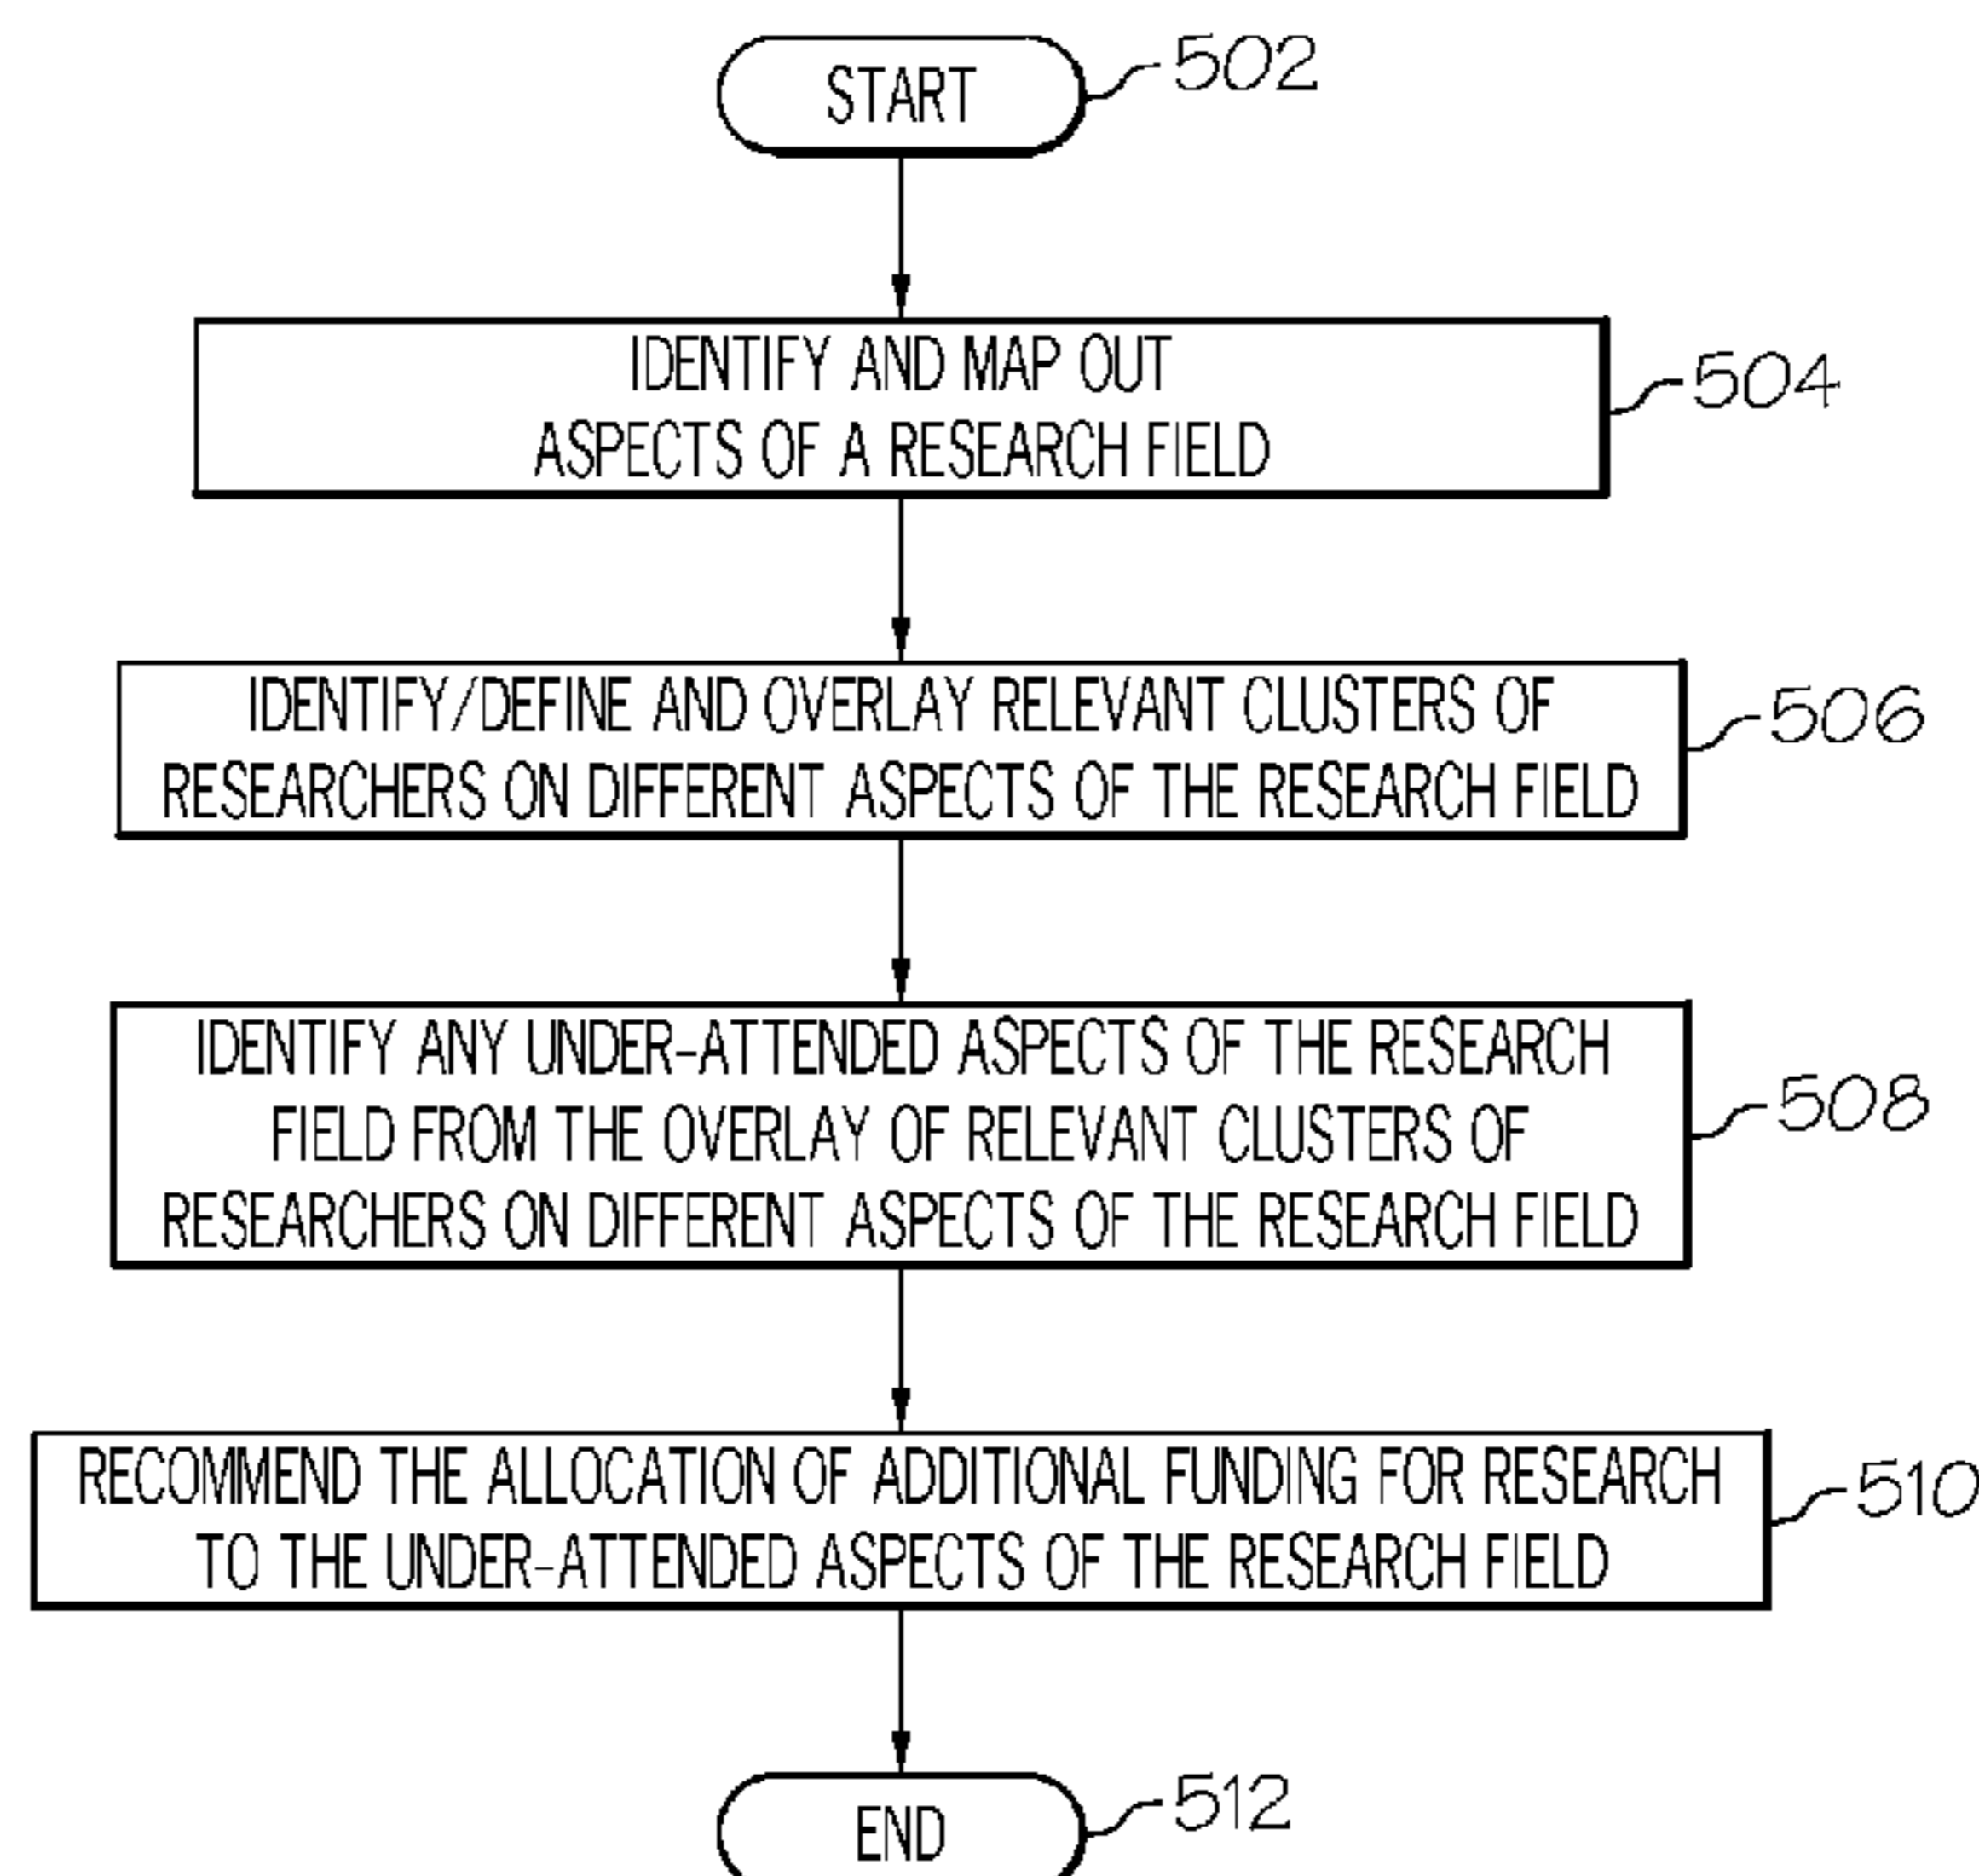 START
502
IDENTIFY AND MAP OUT
ASPECTS OF A RESEARCH FIELD
504
IDENTIFY/DEFINE AND OVERLAY RELEVANT CLUSTERS OF
RESEARCHERS ON DIFFERENT ASPECTS OF THE RESEARCH FIELD
506
IDENTIFY ANY UNDER-ATTENDED ASPECTS OF THE RESEARCH
FIELD FROM THE OVERLAY OF RELEVANT CLUSTERS OF
RESEARCHERS ON DIFFERENT ASPECTS OF THE RESEARCH FIELD
508
RECOMMEND THE ALLOCATION OF ADDITIONAL FUNDING FOR RESEARCH
TO THE UNDER-ATTENDED ASPECTS OF THE RESEARCH FIELD
510
END
512